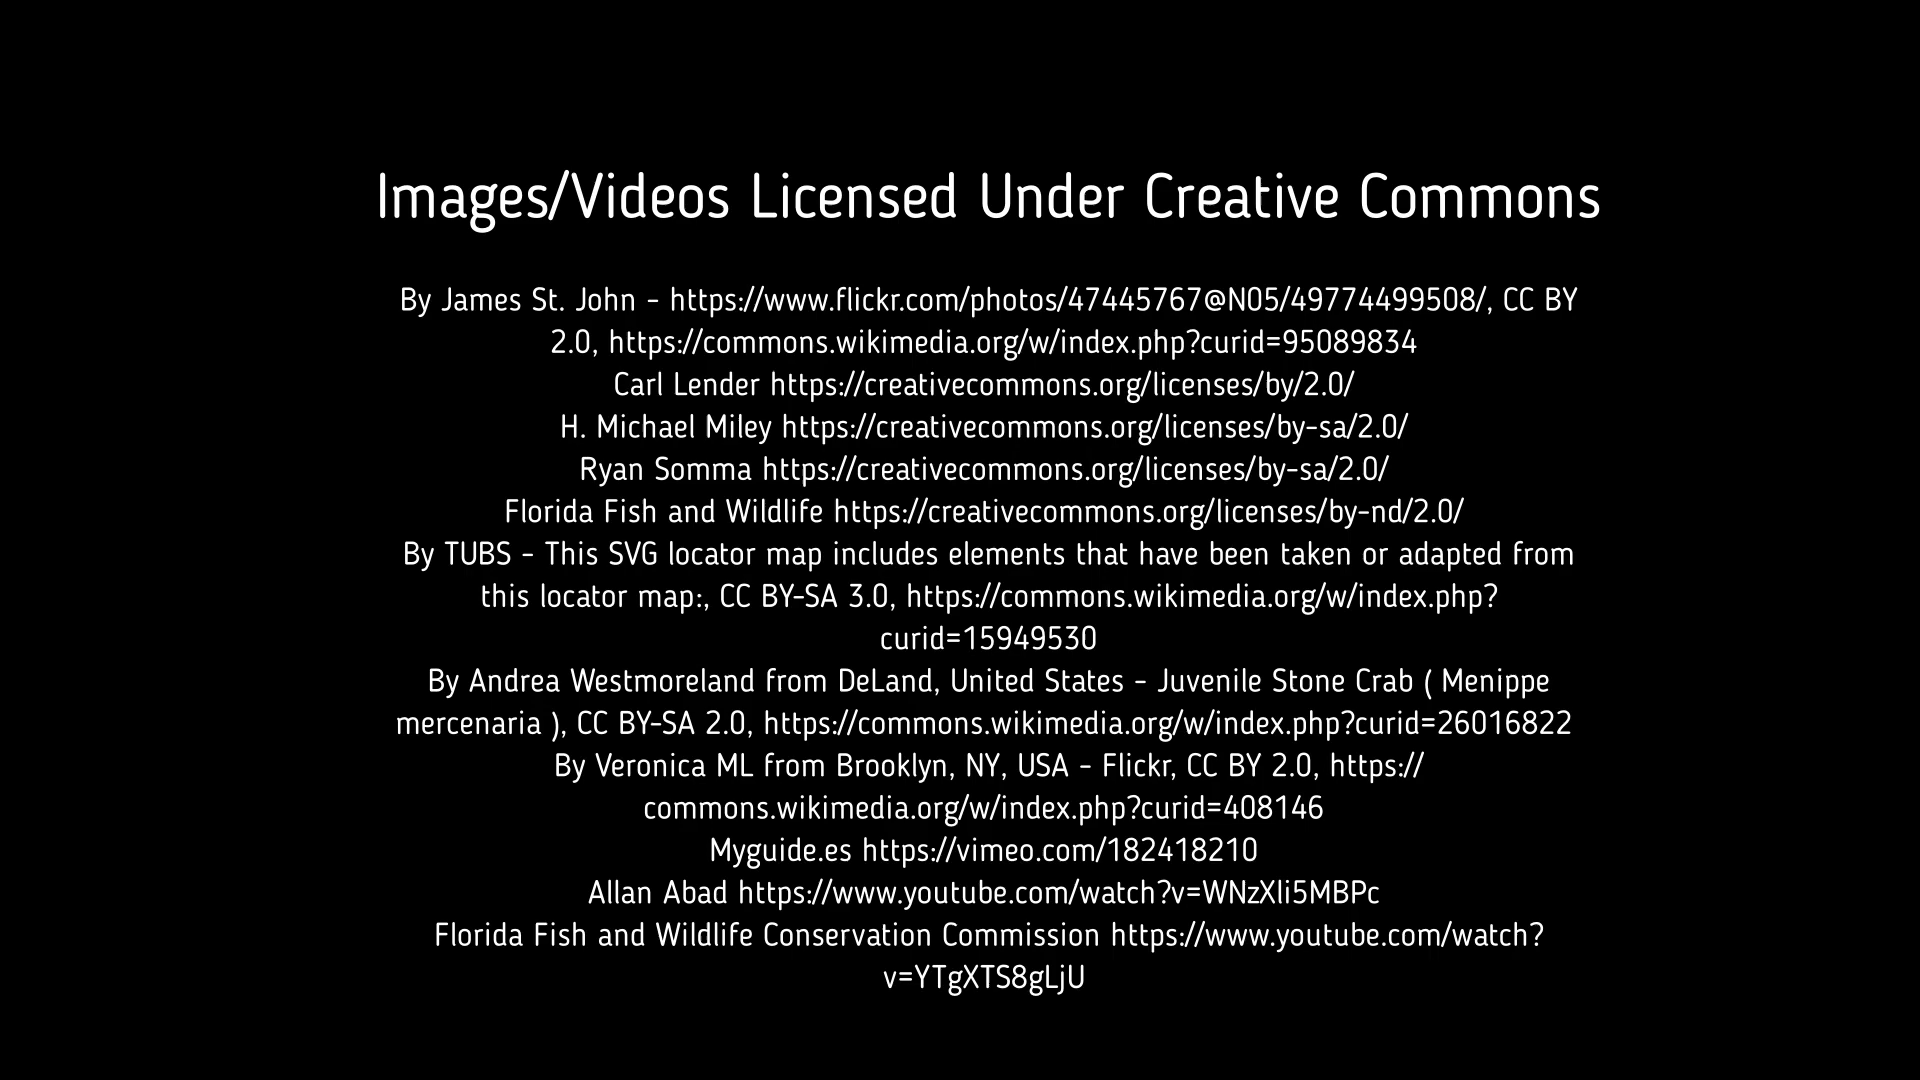 Images/Videos Licensed Under Creative Commons
By James St. John - https://www.flickr.com/photos/47445767@N05/49774499508/, CC BY
2.0, https://commons.wikimedia.org/w/index.php?curid=95089834
Carl Lender https://creativecommons.org/licenses/by/2.0/
H. Michael Miley https://creativecommons.org/licenses/by-sa/2.0/
Ryan Somma https://creativecommons.org/licenses/by-sa/2.0/
Florida Fish and Wildlife https://creativecommons.org/licenses/by-nd/2.0/
By TUBS - This SVG locator map includes elements that have been taken or adapted from
this locator map:, CC BY-SA 3.0, https://commons.wikimedia.org/w/index.php?
curid=15949530
By Andrea Westmoreland from DeLand, United States - Juvenile Stone Crab ( Menippe
mercenaria ), CC BY-SA 2.0, https://commons.wikimedia.org/w/index.php?curid=26016822
By Veronica ML from Brooklyn, NY, USA - Flickr, CC BY 2.0, https://
commons.wikimedia.org/w/index.php?curid=408146
Myguide.es https://vimeo.com/182418210
Allan Abad https://www.youtube.com/watch?v=WNzXli5MBPc
Florida Fish and Wildlife Conservation Commission https://www.youtube.com/watch?
v=YTgXTS8gLjU